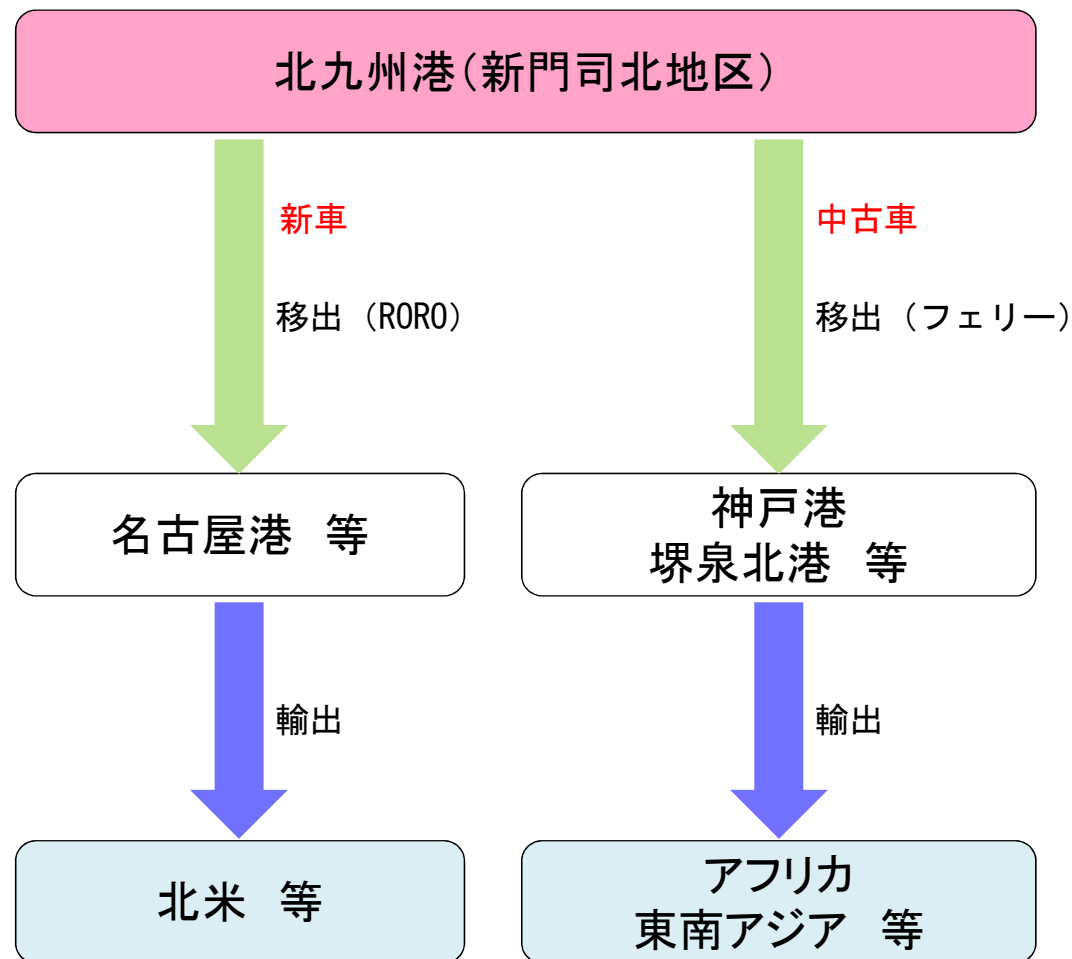 北九州港(新門司北地区)
新車
中古車
移出（RORO）
移出（フェリー）
名古屋港　等
神戸港
堺泉北港　等
輸出
輸出
北米　等
アフリカ
東南アジア　等